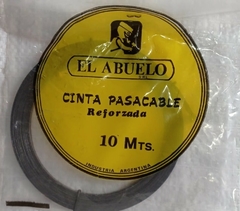 EL ABUELO
CINTA PASACABLE
Reforzada
10 MTS.
INDUSTRIA ARGENTINA